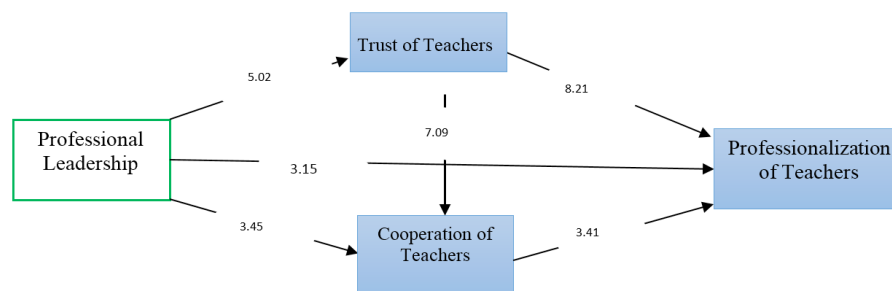 Trust of Teachers
5.02
8.21
7.09
Professional
Leadership
3.15
Professionalization
of Teachers
3.45
Cooperation of
Teachers
3.41